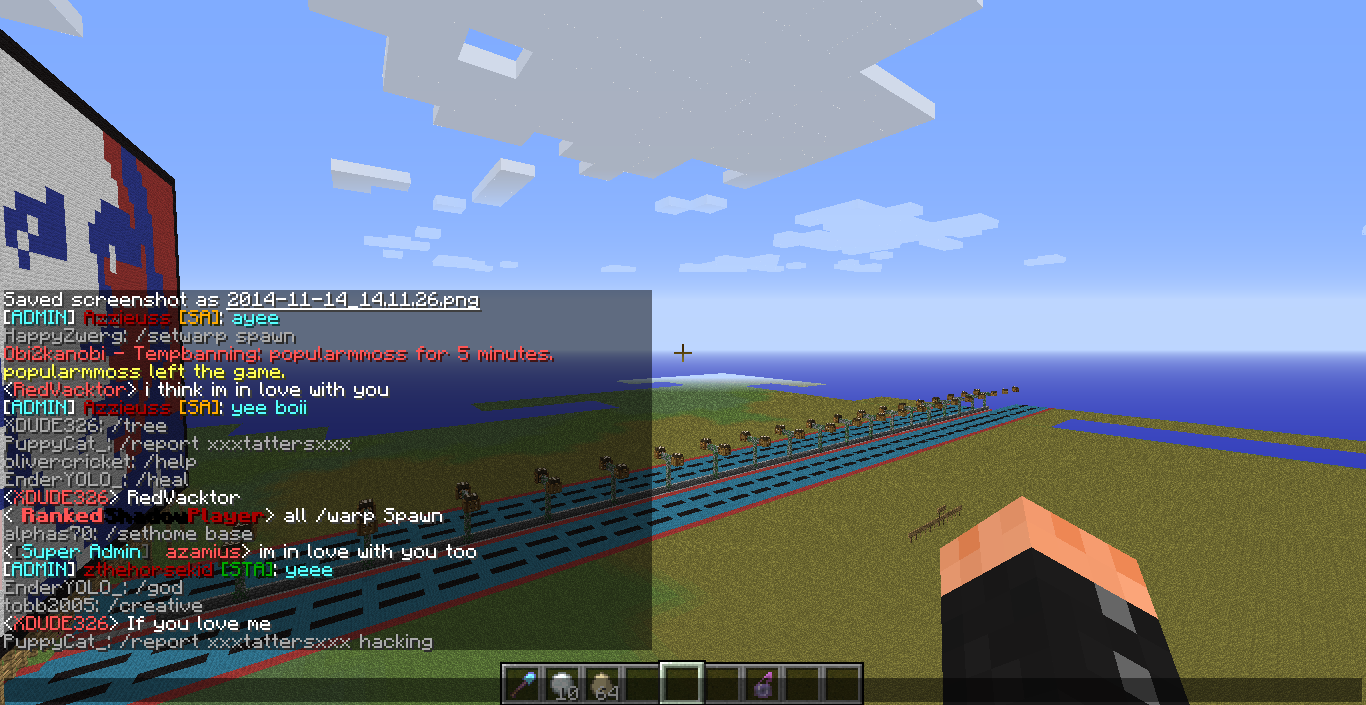 Saved screenshot as 2014-11-14_14.11.26.png
[ADMIN] Azzieuss [SA]: ayee
HappyZwerg: /setwarp spawn
Obi2kanobi - Tempbanning: popularmmoss for 5 minutes.
popularmmoss left the game.
<RedVacktor> i think im in love with you
[ADMIN] Azzieuss [SA]: yee boii
XDUDE326: /tree
PuppyCat_: /report xxxtattersxxx
olivercricket: /help
EnderYOLO_: /heal
<XDUDE326> RedVacktor
< RankedShadowPlayer> all /warp Spawn
alphas70: /sethome base
<[Super Admin] azamius> im in love with you too
[ADMIN] zthehorsekid [STA]: yeee
EnderYOLO_: /god
tobb2005: /creative
<XDUDE326> If you love me
PuppyCat_: /report xxxtattersxxx hacking
10 64